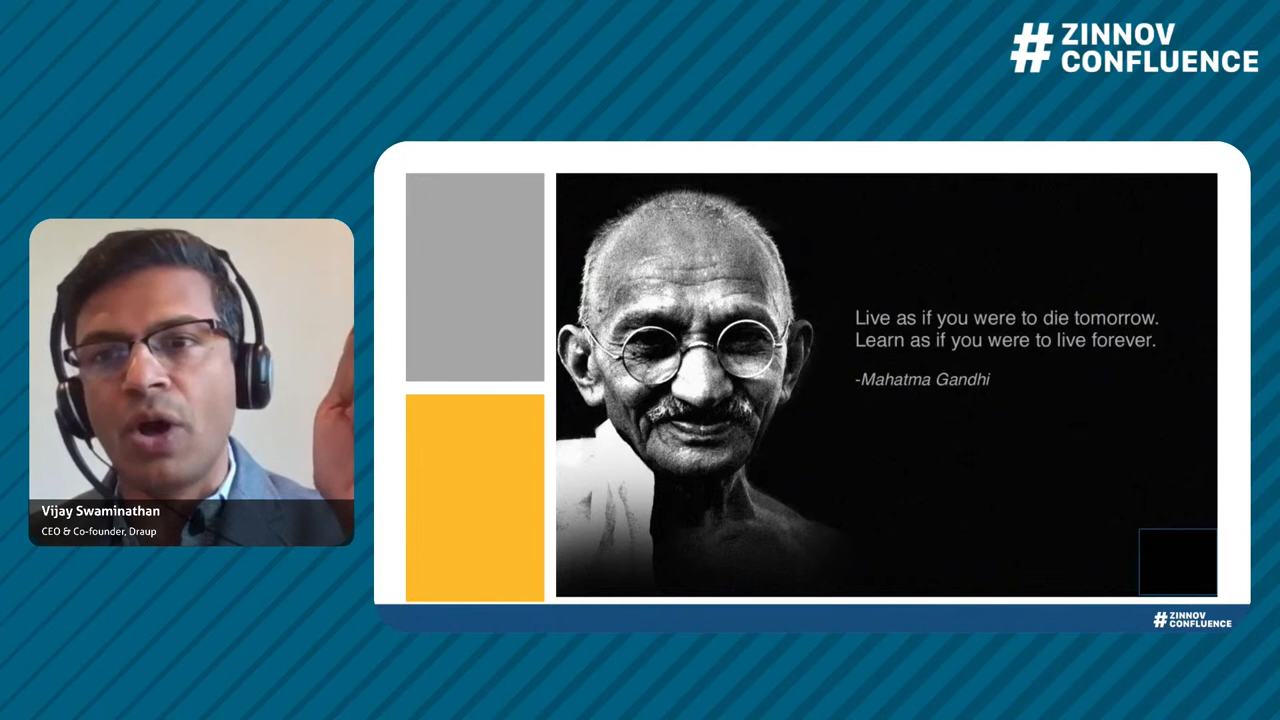 # ZINNOV
CONFLUENCE
Live as if you were to die tomorrow.
Learn as if you were to live forever.
-Mahatma Gandhi
Vijay Swaminathan
CEO & Co-founder, Draup
# ZINNOV
CONFLUENCE